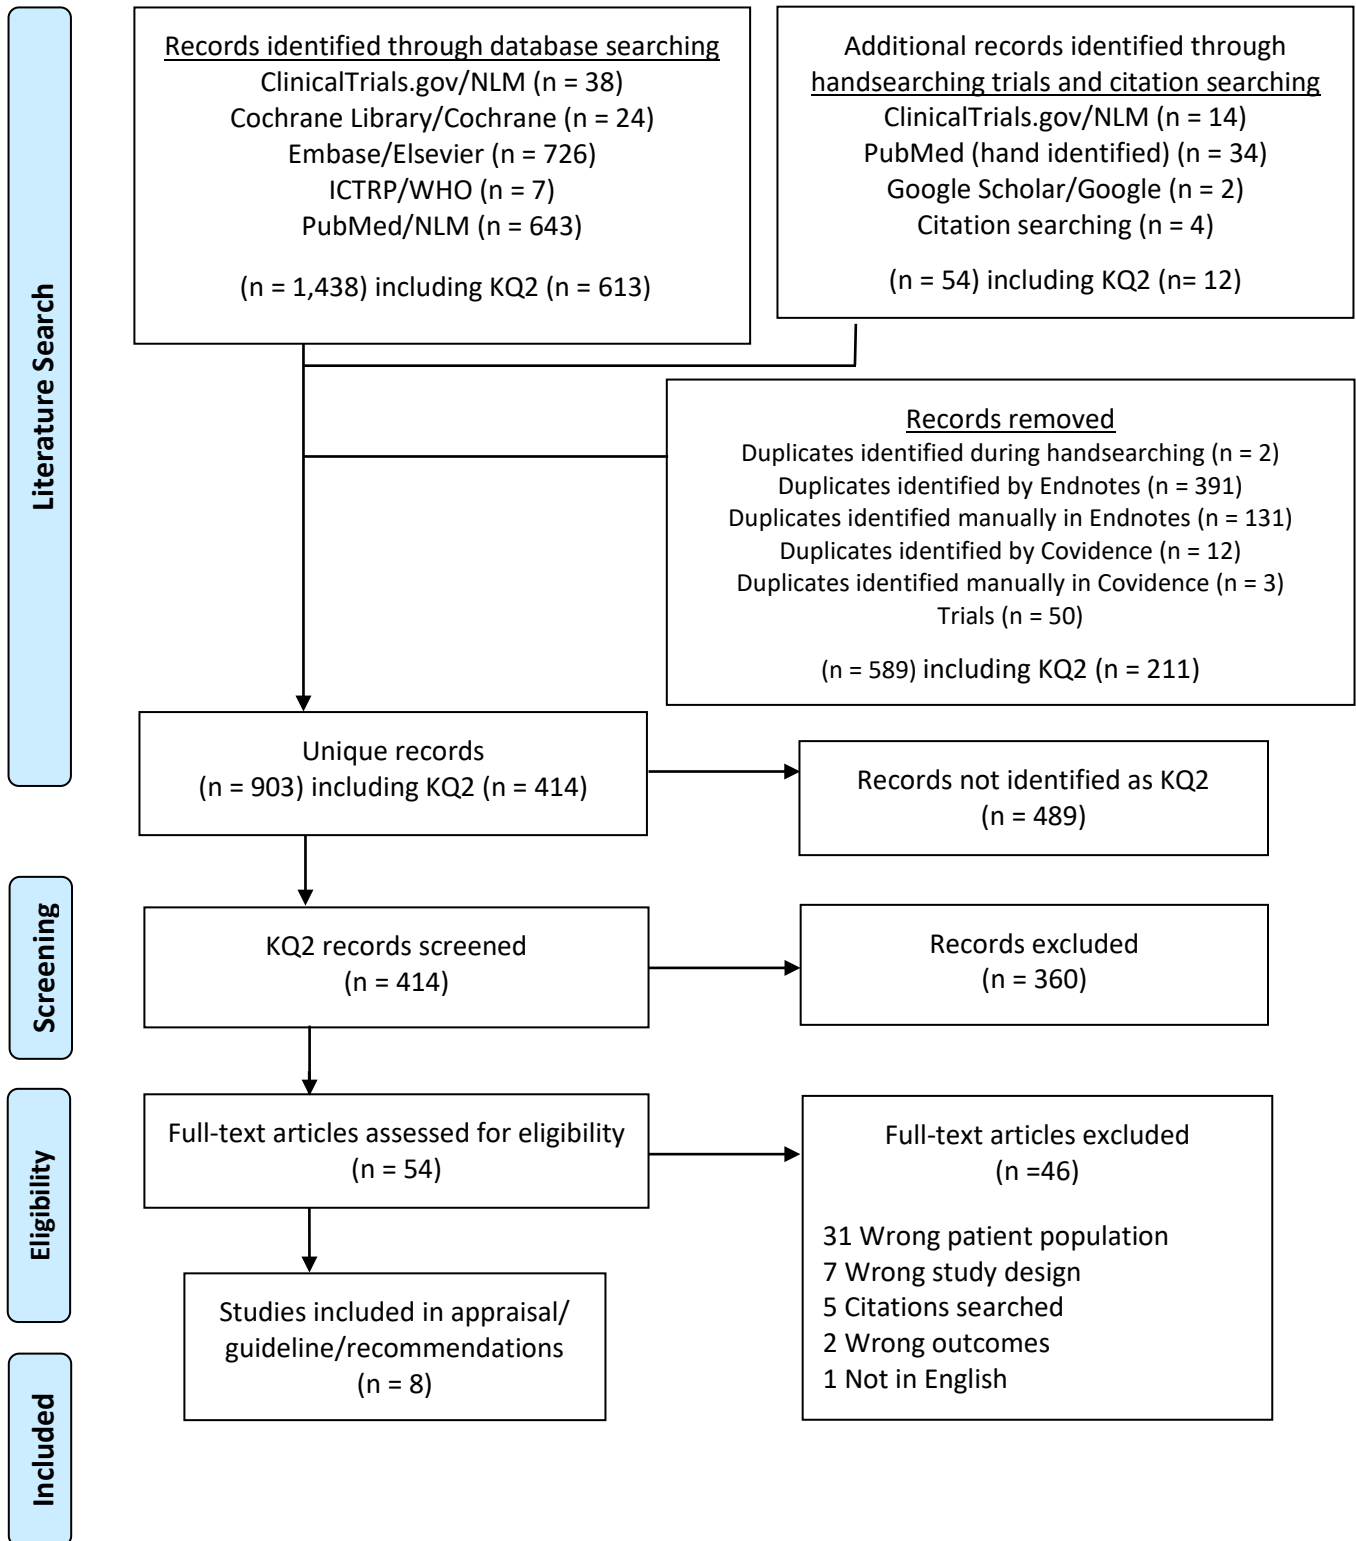 Literature Search
Records identified through database searching
ClinicalTrials.gov/NLM (n = 38)
Cochrane Library/Cochrane (n = 24)
Embase/Elsevier (n = 726)
ICTRP/WHO (n = 7)
PubMed/NLM (n = 643)
(n = 1,438) including KQ2 (n = 613)
Additional records identified through
handsearching trials and citation searching
ClinicalTrials.gov/NLM (n = 14)
PubMed (hand identified) (n = 34)
Google Scholar/Google (n = 2)
Citation searching (n = 4)
(n = 54) including KQ2 (n= 12)
Records removed
Duplicates identified during handsearching (n = 2)
Duplicates identified by Endnotes (n = 391)
Duplicates identified manually in Endnotes (n = 131)
Duplicates identified by Covidence (n = 12)
Duplicates identified manually in Covidence (n = 3)
Trials (n = 50)
(n = 589) including KQ2 (n = 211)
Unique records
(n = 903) including KQ2 (n = 414)
Records not identified as KQ2
(n = 489)
Screening
KQ2 records screened
(n = 414)
Records excluded
(n = 360)
Eligibility
Full-text articles assessed for eligibility
(n = 54)
Full-text articles excluded
(n =46)
31 Wrong patient population
7 Wrong study design
5 Citations searched
2 Wrong outcomes
1 Not in English
Included
Studies included in appraisal/
guideline/recommendations
(n = 8)